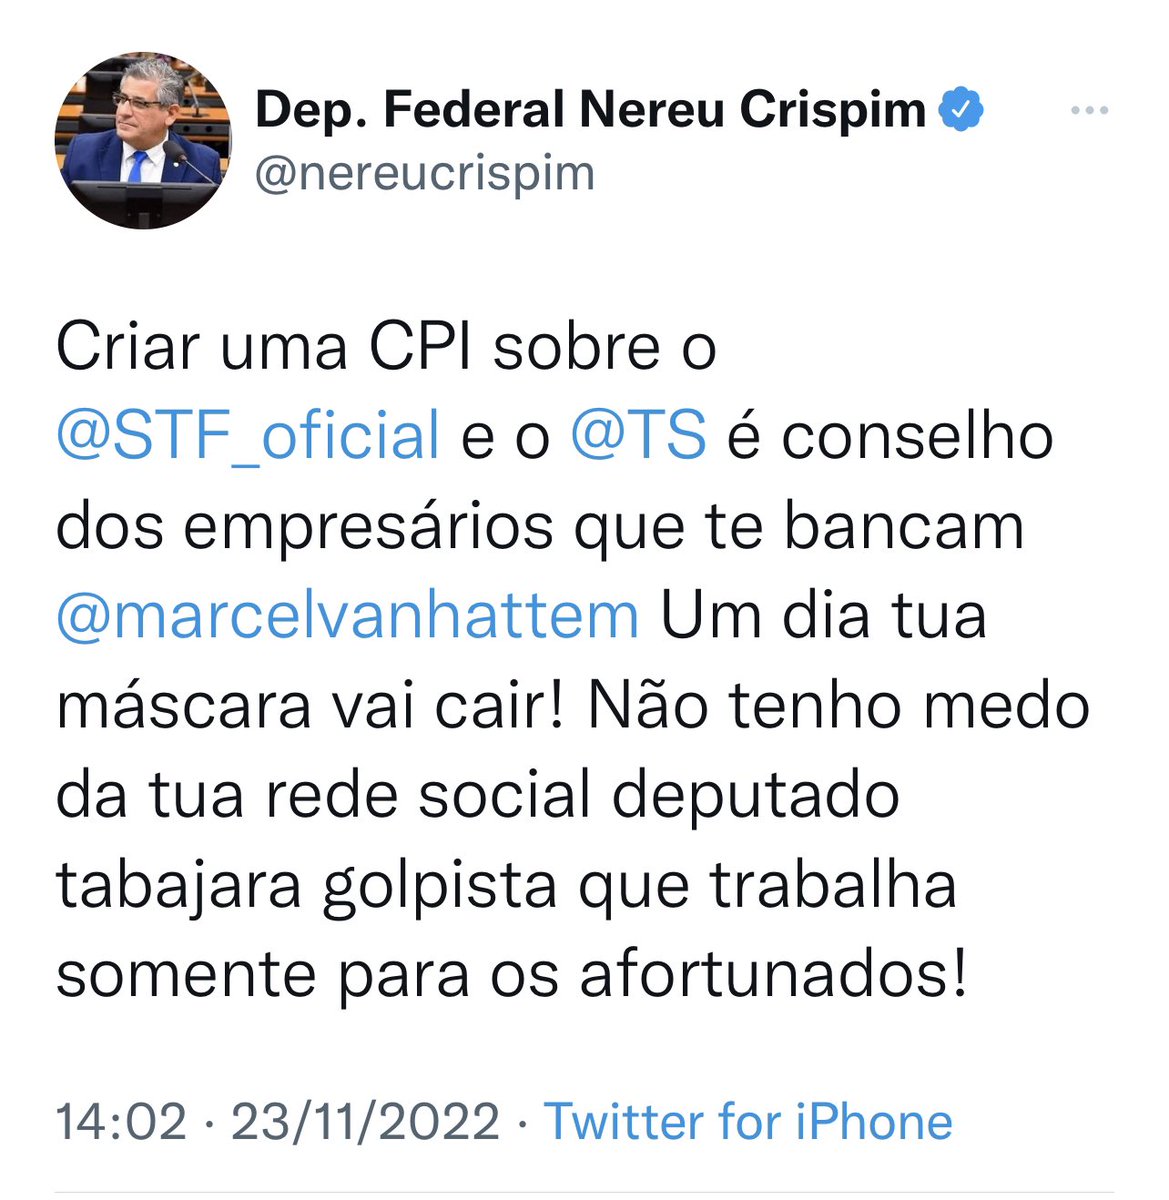 Dep. Federal Nereu Crispim
@nereucrispim
Criar uma CPI sobre o
@STF_oficial e o @TS é conselho
dos empresários que te bancam
@marcelvanhattem Um dia tua
máscara vai cair! Não tenho medo
da tua rede social deputado
tabajara golpista que trabalha
somente para os afortunados!
14:02 · 23/11/2022 · Twitter for iPhone